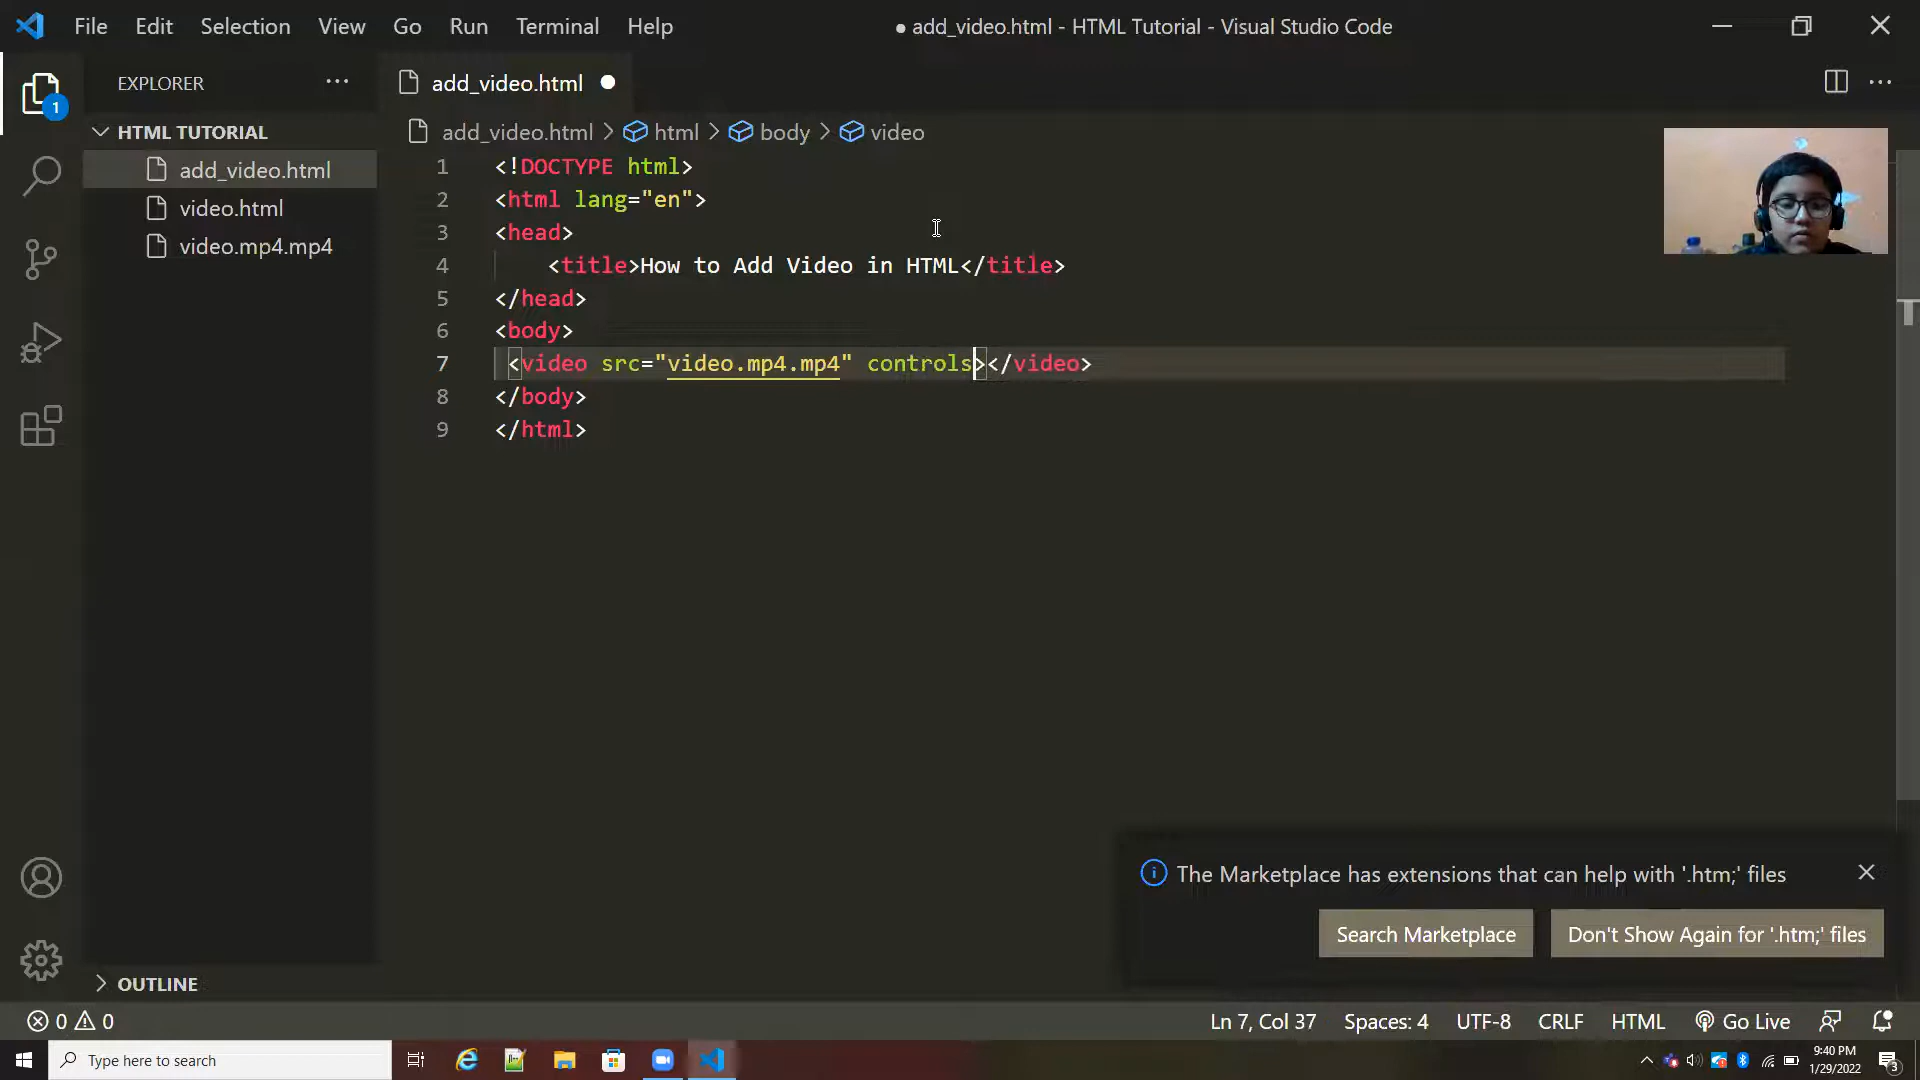 File Edit Selection View Go Run Terminal Help
● add_video.html - HTML Tutorial - Visual Studio Code
EXPLORER
1
HTML TUTORIAL
add_video.html
video.html
video.mp4.mp4
OUTLINE
add_video.html
add_video.html > html > body > video
1 <!DOCTYPE html>
2 <html lang="en">
3 <head>
4 <title>How to Add Video in HTML</title>
5 </head>
6 <body>
7 <video src="video.mp4.mp4" controls></video>
8 </body>
9 </html>
The Marketplace has extensions that can help with '.htm;' files
Search Marketplace
Don't Show Again for '.htm;' files
0 0
Ln 7, Col 37 Spaces: 4 UTF-8 CRLF HTML Go Live
Type here to search
9:40 PM
1/29/2022
3